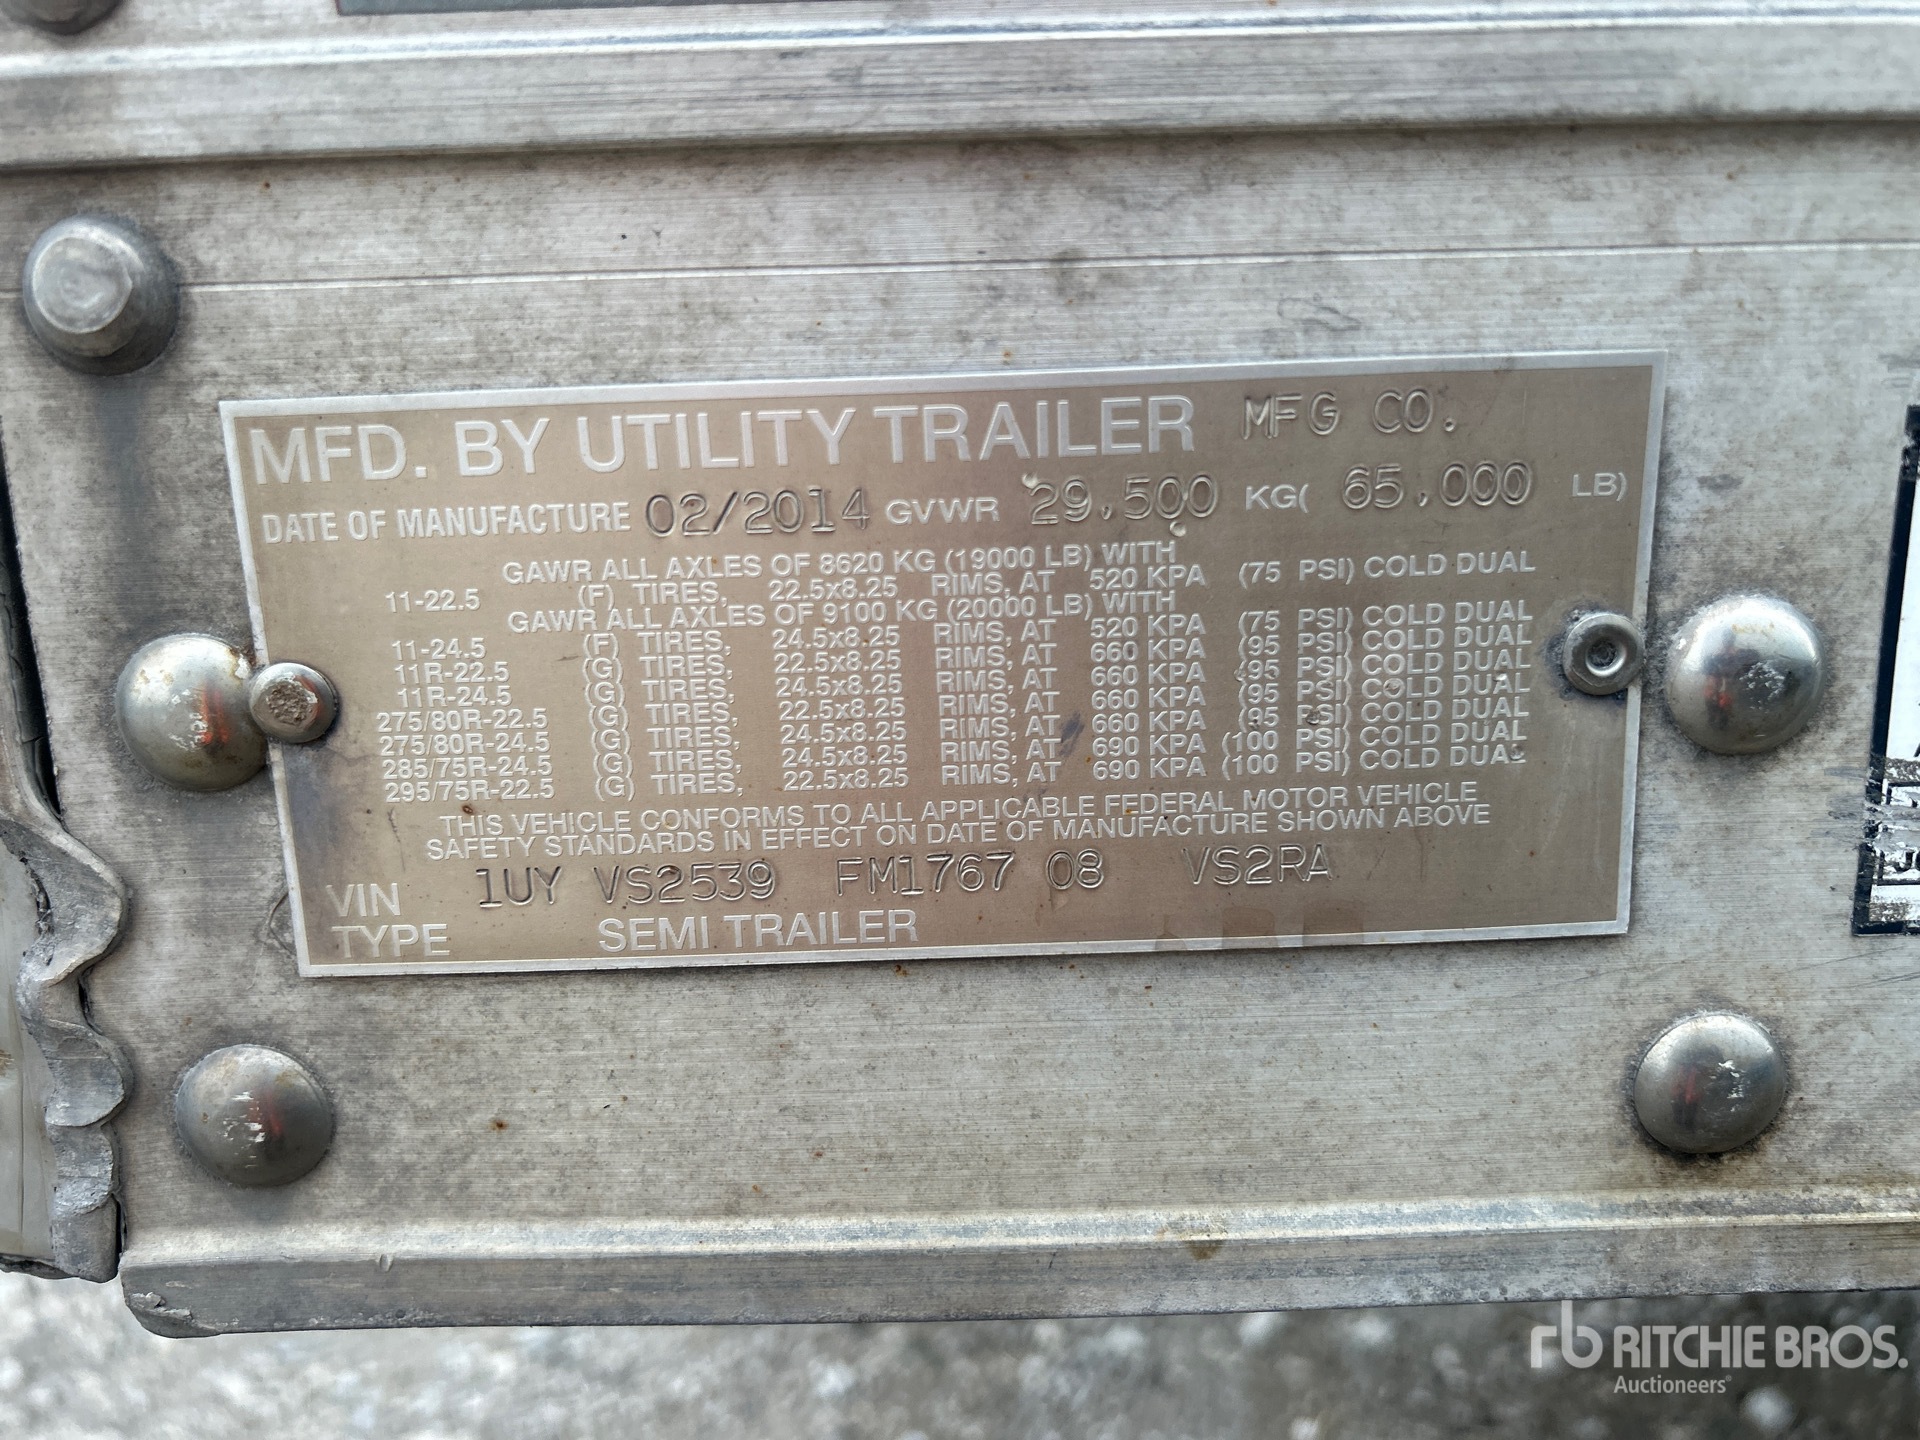 MFD. BY UTILITY TRAILER MFG CO.
DATE OF MANUFACTURE 02/2014 GVWR 29,500 KG( 65,000 LB)
GAWR ALL AXLES OF 8620 KG (19000 LB) WITH
11-22.5 (F) TIRES, 22.5x8.25 RIMS, AT 520 KPA (75 PSI) COLD DUAL
GAWR ALL AXLES OF 9100 KG (20000 LB) WITH
11-24.5 (F) TIRES, 24.5x8.25 RIMS, AT 520 KPA (75 PSI) COLD DUAL
11R-22.5 (G) TIRES, 22.5x8.25 RIMS, AT 660 KPA (95 PSI) COLD DUAL
11R-24.5 (G) TIRES, 24.5x8.25 RIMS, AT 660 KPA (95 PSI) COLD DUAL
275/80R-22.5 (G) TIRES, 22.5x8.25 RIMS, AT 660 KPA (95 PSI) COLD DUAL
275/80R-24.5 (G) TIRES, 24.5x8.25 RIMS, AT 660 KPA (95 PSI) COLD DUAL
285/75R-24.5 (G) TIRES, 24.5x8.25 RIMS, AT 690 KPA (100 PSI) COLD DUAL
295/75R-22.5 (G) TIRES, 22.5x8.25 RIMS, AT 690 KPA (100 PSI) COLD DUAL
THIS VEHICLE CONFORMS TO ALL APPLICABLE FEDERAL MOTOR VEHICLE
SAFETY STANDARDS IN EFFECT ON DATE OF MANUFACTURE SHOWN ABOVE
VIN 1UY VS2539 FM1767 08 VS2RA
TYPE SEMI TRAILER
rb RITCHIE BROS.
Auctioneers